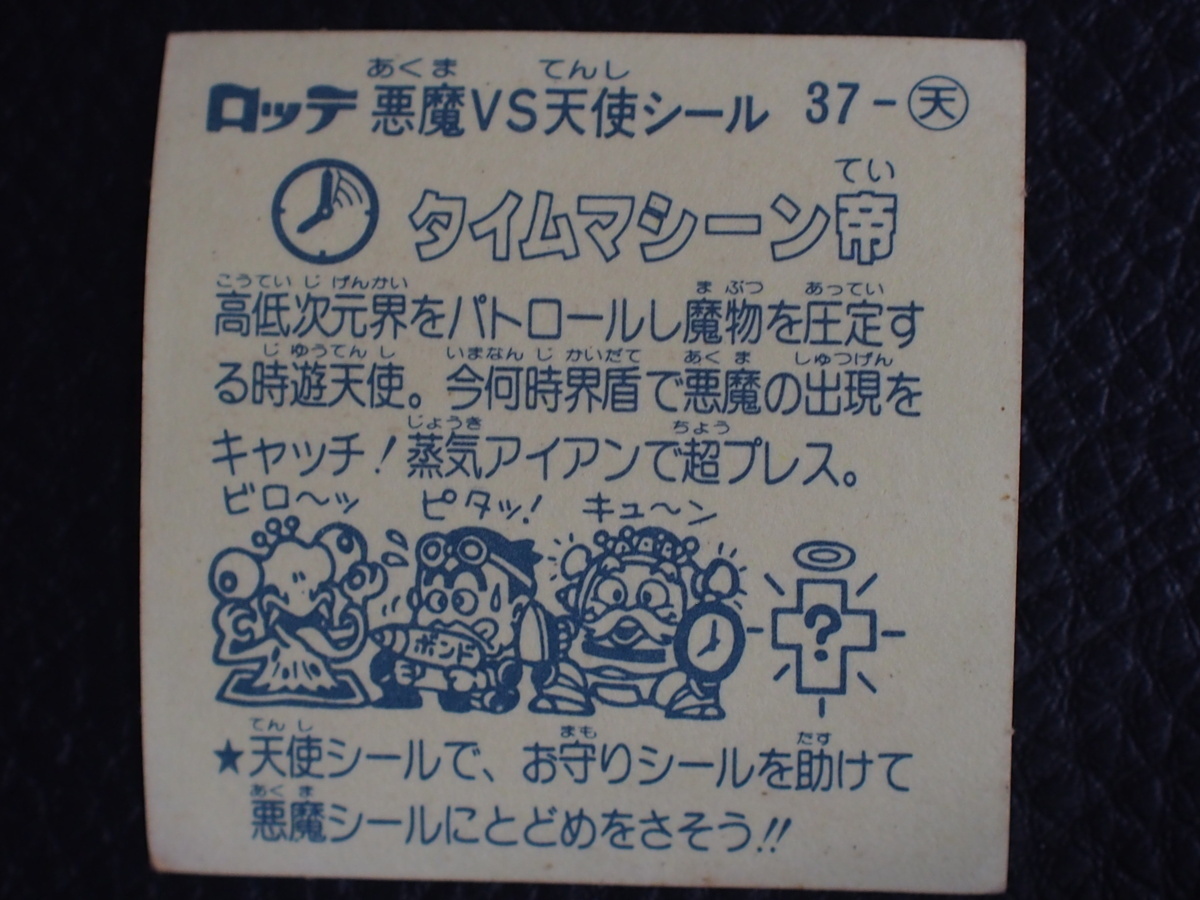 あくま てんし
ロッテ 悪魔VS天使シール 37-天
てい
タイムマシーン帝
こうてい じ げんかい ま ぶつ あってい
高低次元界をパトロールし魔物を圧定す
じ ゆうてん し いまなん じ かいだて あく ま しゅつげん
る時遊天使。今何時界盾で悪魔の出現を
じょうき ちょう
キャッチ!蒸気アイアンで超プレス。
ビロ〜ッ ピタッ! キュ〜ン
ボンド
?
てん し まも たす
★天使シールで、お守りシールを助けて
あく ま
悪魔シールにとどめをさそう!!